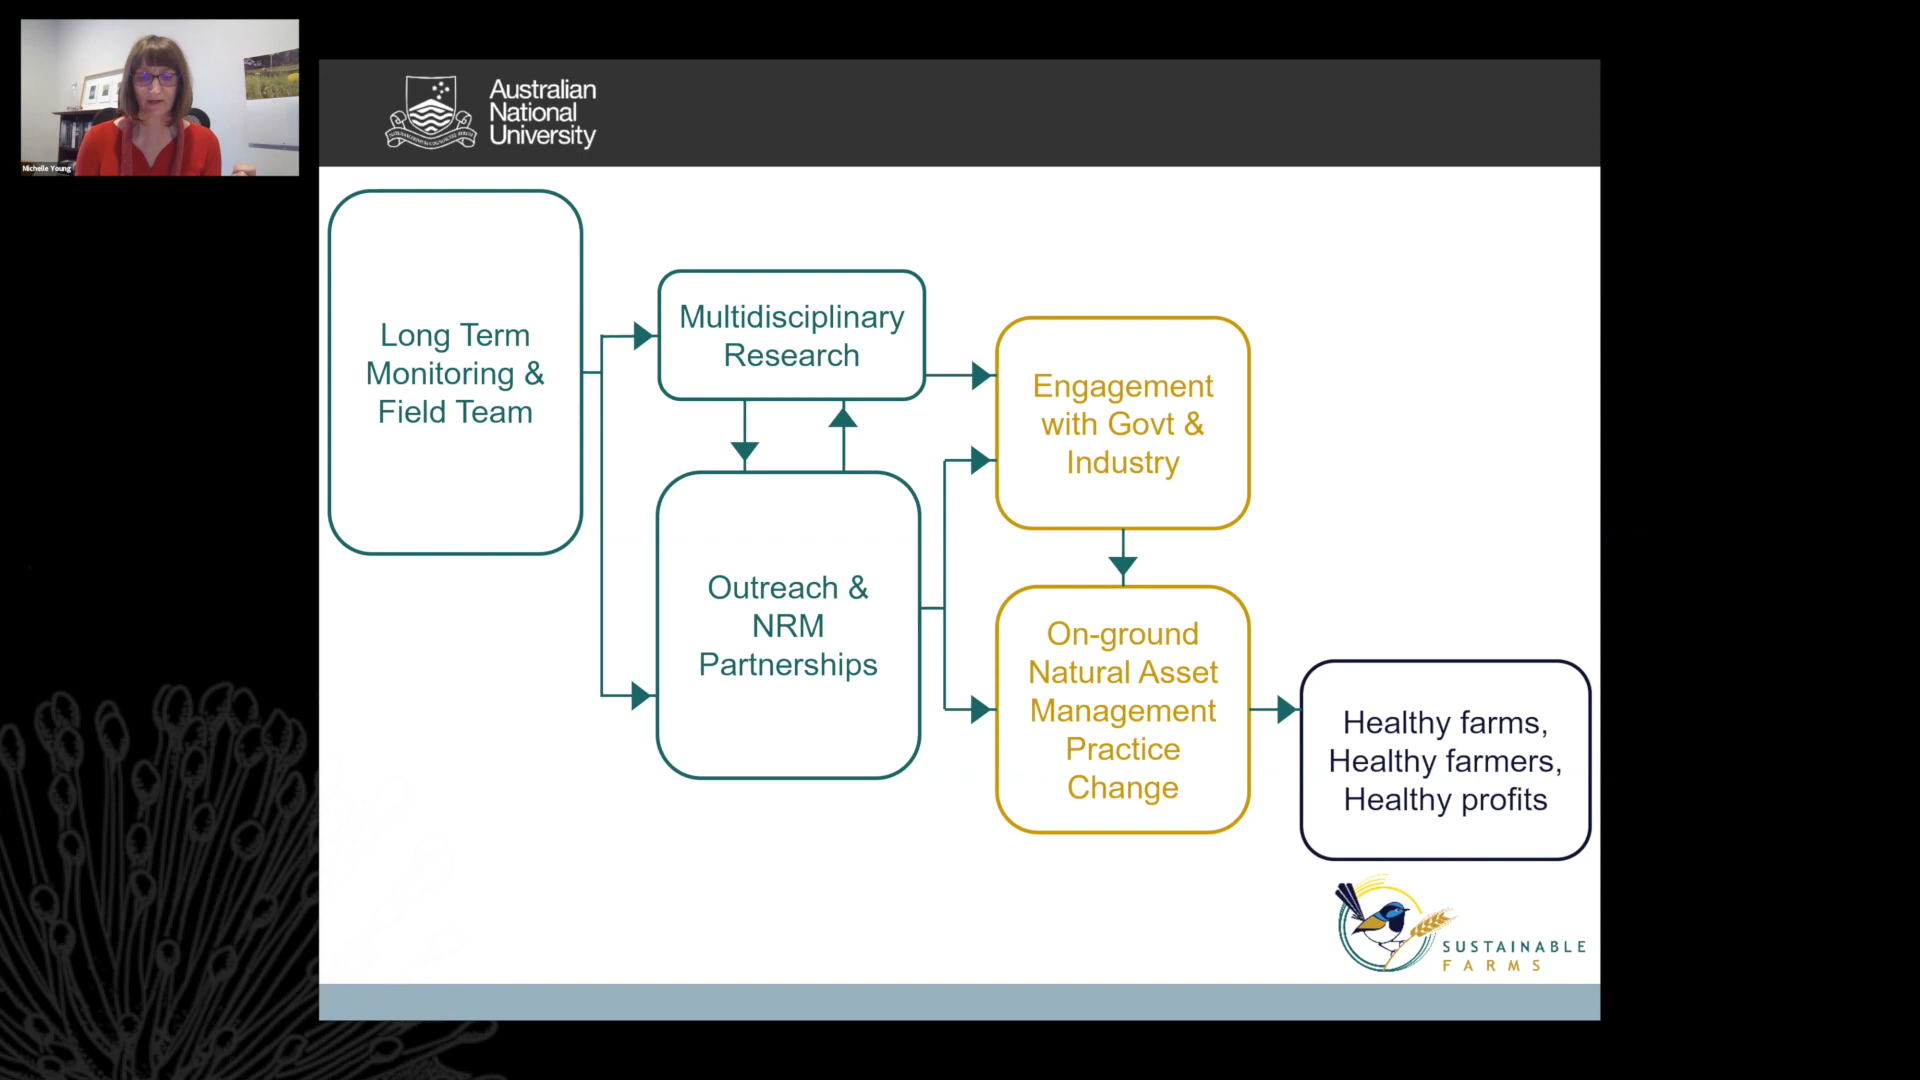 Michelle Young
Australian
National
University
Long Term
Monitoring &
Field Team
Multidisciplinary
Research
Outreach &
NRM
Partnerships
Engagement
with Govt &
Industry
On-ground
Natural Asset
Management
Practice
Change
Healthy farms,
Healthy farmers,
Healthy profits
SUSTAINABLE
FARMS